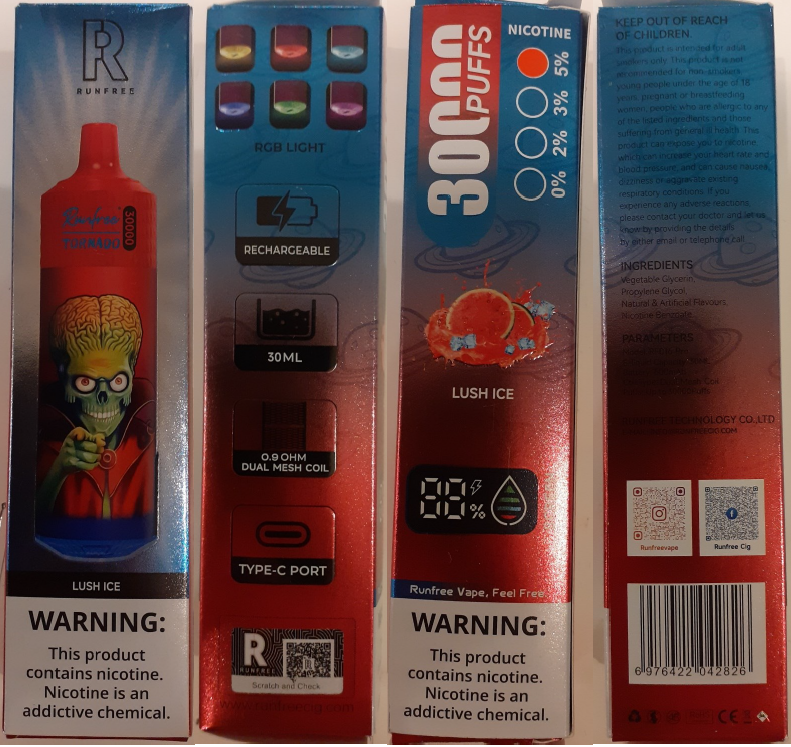 R
RUNFREE
Runfree
TORNADO
30000
LUSH ICE
WARNING:
This product
contains nicotine.
Nicotine is an
addictive chemical.
RGB LIGHT
RECHARGEABLE
30ML
0.9 OHM
DUAL MESH COIL
TYPE-C PORT
R
RUNFREE
Scratch and Check
www.runfreecig.com
30000
PUFFS
NICOTINE
5%
3%
2%
0%
LUSH ICE
88
%
Runfree Vape, Feel Free
WARNING:
This product
contains nicotine.
Nicotine is an
addictive chemical.
KEEP OUT OF REACH
OF CHILDREN.
This product is intended for adult
smokers only. This product is not
recommended for non-smokers,
young people under the age of 18
years, pregnant or breastfeeding
women, people who are allergic to any
of the listed ingredients and those
suffering from general ill health. This
product can impose you to nicotine,
which can increase your heart rate and
blood pressure, and can cause nausea,
dizziness or aggravate existing
respiratory conditions. If you
experience any adverse reactions,
please contact your doctor and let us
know by providing the details
by either email or telephone call.
INGREDIENTS
Vegetable Glycerin,
Propylene Glycol,
Natural & Artificial Flavours,
Nicotine Benzoate
PARAMETERS
Coil
TECHNOLOGY CO.,LTD
Runfreevape
Runfree Cig
6 976422 042826
CE